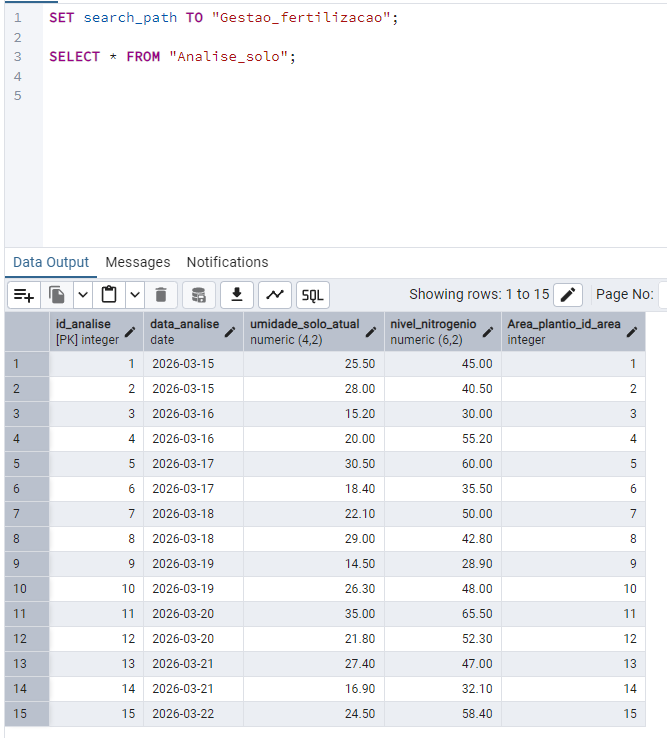 1 SET search_path TO "Gestao_fertilizacao";
2
3 SELECT * FROM "Analise_solo";
4
5
Data Output Messages Notifications
SQL Showing rows: 1 to 15 Page No:
id_analise data_analise umidade_solo_atual nivel_nitrogenio Area_plantio_id_area
[PK] integer date numeric (4,2) numeric (6,2) integer
1 1 2026-03-15 25.50 45.00 1
2 2 2026-03-15 28.00 40.50 2
3 3 2026-03-16 15.20 30.00 3
4 4 2026-03-16 20.00 55.20 4
5 5 2026-03-17 30.50 60.00 5
6 6 2026-03-17 18.40 35.50 6
7 7 2026-03-18 22.10 50.00 7
8 8 2026-03-18 29.00 42.80 8
9 9 2026-03-19 14.50 28.90 9
10 10 2026-03-19 26.30 48.00 10
11 11 2026-03-20 35.00 65.50 11
12 12 2026-03-20 21.80 52.30 12
13 13 2026-03-21 27.40 47.00 13
14 14 2026-03-21 16.90 32.10 14
15 15 2026-03-22 24.50 58.40 15